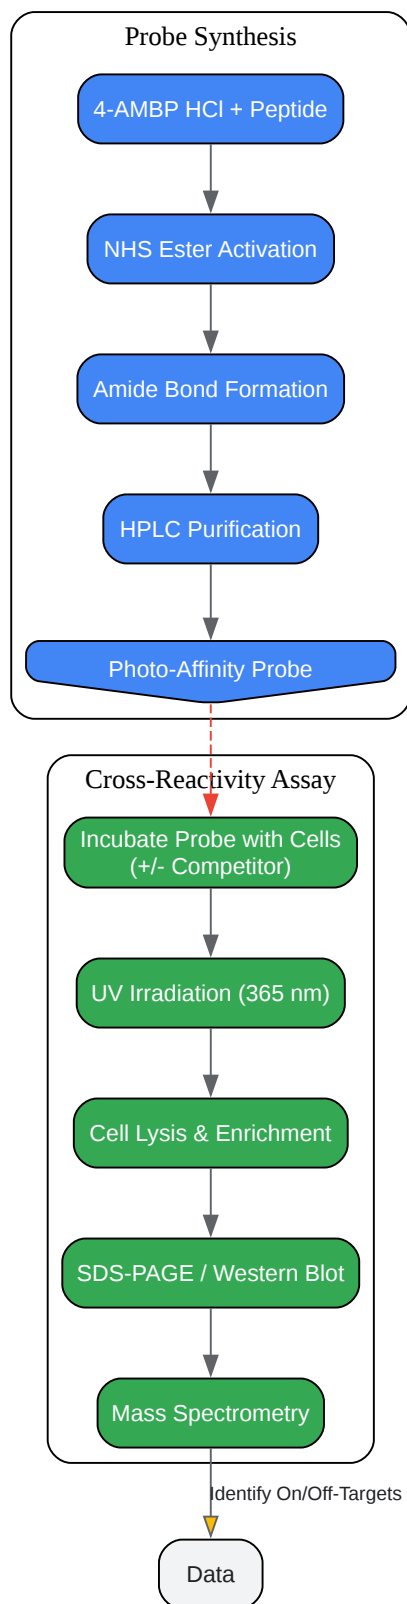 Probe Synthesis
4-AMBP HCl + Peptide
NHS Ester Activation
Amide Bond Formation
HPLC Purification
Photo-Affinity Probe
Cross-Reactivity Assay
Incubate Probe with Cells
(+/- Competitor)
UV Irradiation (365 nm)
Cell Lysis & Enrichment
SDS-PAGE / Western Blot
Mass Spectrometry
Identify On/Off-Targets
Data